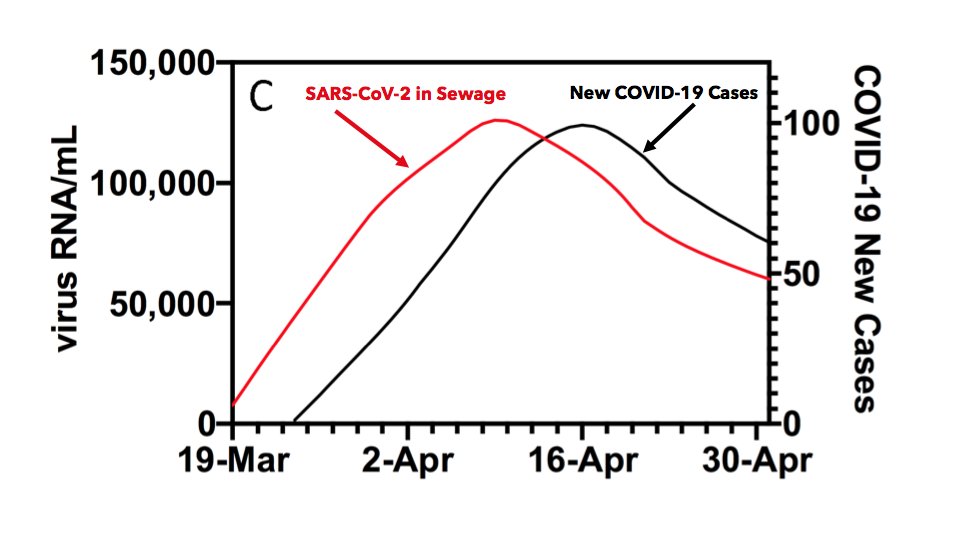 150,000
C
SARS-CoV-2 in Sewage
New COVID-19 Cases
100
100,000
virus RNA/mL
COVID-19 New Cases
50
50,000
0
0
19-Mar
2-Apr
16-Apr
30-Apr